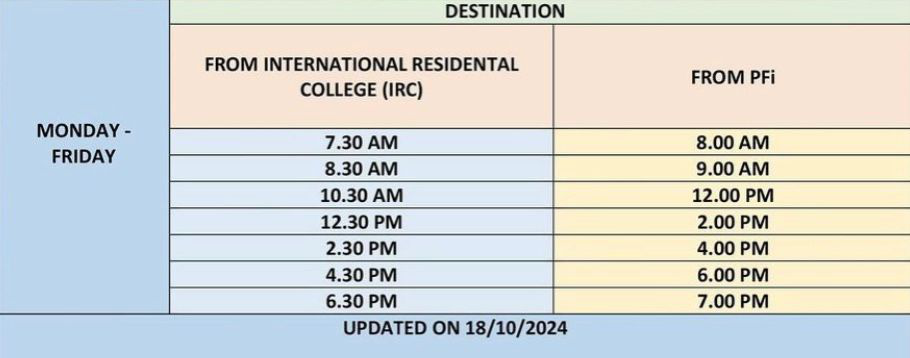 DESTINATION
MONDAY -
FRIDAY
FROM INTERNATIONAL RESIDENTAL
COLLEGE (IRC)
FROM PFi
7.30 AM 8.00 AM
8.30 AM 9.00 AM
10.30 AM 12.00 PM
12.30 PM 2.00 PM
2.30 PM 4.00 PM
4.30 PM 6.00 PM
6.30 PM 7.00 PM
UPDATED ON 18/10/2024